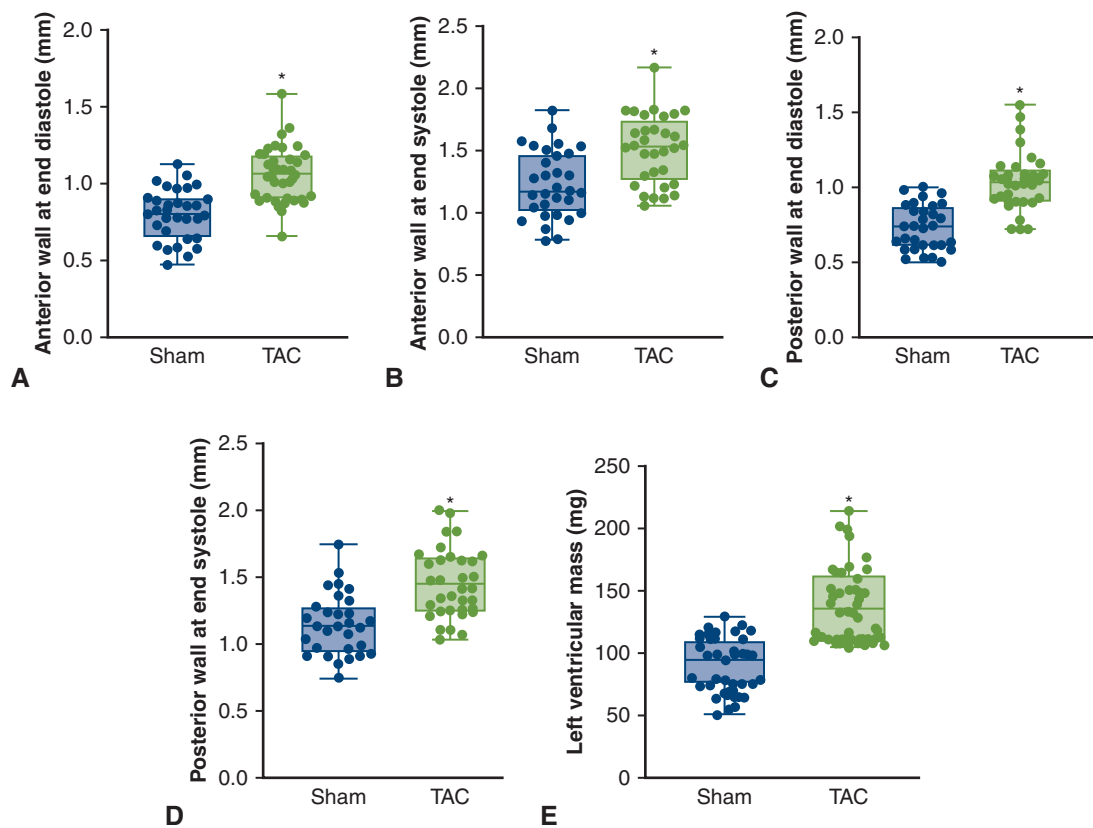 Anterior wall at end diastole (mm)
2.0
1.5
1.0
0.5
0.0
*
Sham
TAC
A
Anterior wall at end systole (mm)
2.5
2.0
1.5
1.0
0.5
0.0
*
Sham
TAC
B
Posterior wall at end diastole (mm)
2.0
1.5
1.0
0.5
0.0
*
Sham
TAC
C
Posterior wall at end systole (mm)
2.5
2.0
1.5
1.0
0.5
0.0
*
Sham
TAC
D
Left ventricular mass (mg)
250
200
150
100
50
0
*
Sham
TAC
E